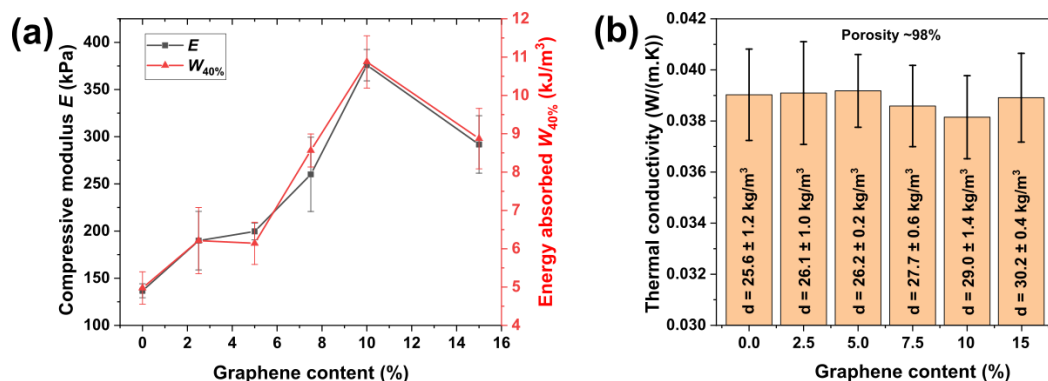 (a)
Compressive modulus E (kPa)
400
350
300
250
200
150
100
E
W40%
12
11
10
9
8
7
6
5
4
Energy absorbed W40% (kJ/m³)
0 2 4 6 8 10 12 14 16
Graphene content (%)
(b)
Thermal conductivity (W/(m.K))
0.042
0.040
0.038
0.036
0.034
0.032
0.030
Porosity ~98%
d = 25.6 ± 1.2 kg/m³
d = 26.1 ± 1.0 kg/m³
d = 26.2 ± 0.2 kg/m³
d = 27.7 ± 0.6 kg/m³
d = 29.0 ± 1.4 kg/m³
d = 30.2 ± 0.4 kg/m³
0.0 2.5 5.0 7.5 10 15
Graphene content (%)